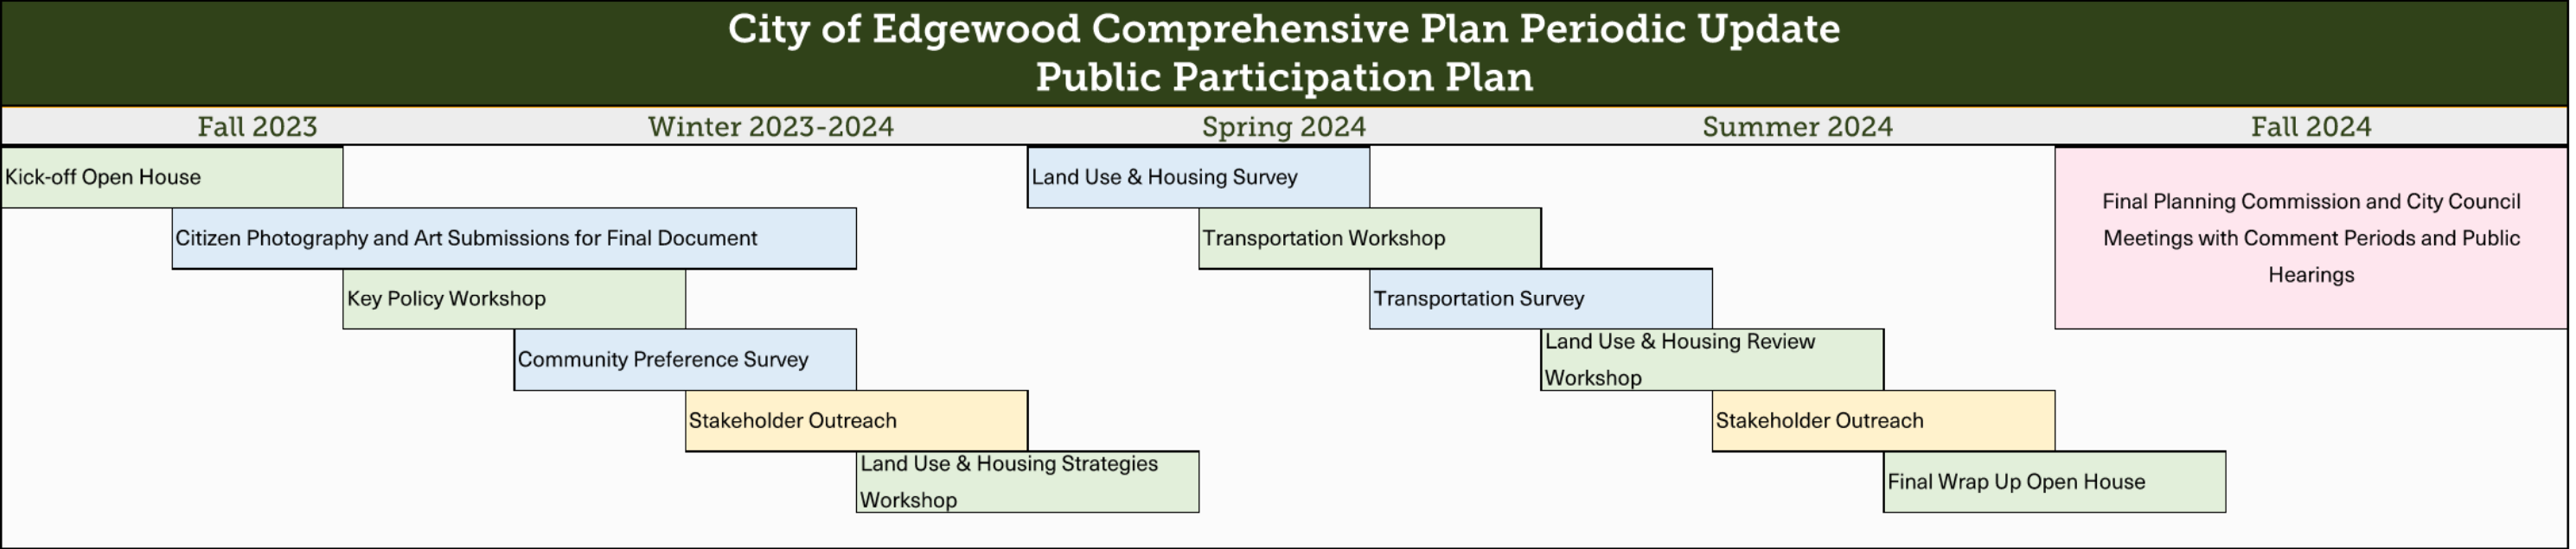 City of Edgewood Comprehensive Plan Periodic Update
Public Participation Plan
Fall 2023
Winter 2023-2024
Spring 2024
Summer 2024
Fall 2024
Kick-off Open House
Citizen Photography and Art Submissions for Final Document
Key Policy Workshop
Community Preference Survey
Stakeholder Outreach
Land Use & Housing Strategies
Workshop
Land Use & Housing Survey
Transportation Workshop
Transportation Survey
Land Use & Housing Review
Workshop
Stakeholder Outreach
Final Wrap Up Open House
Final Planning Commission and City Council
Meetings with Comment Periods and Public
Hearings